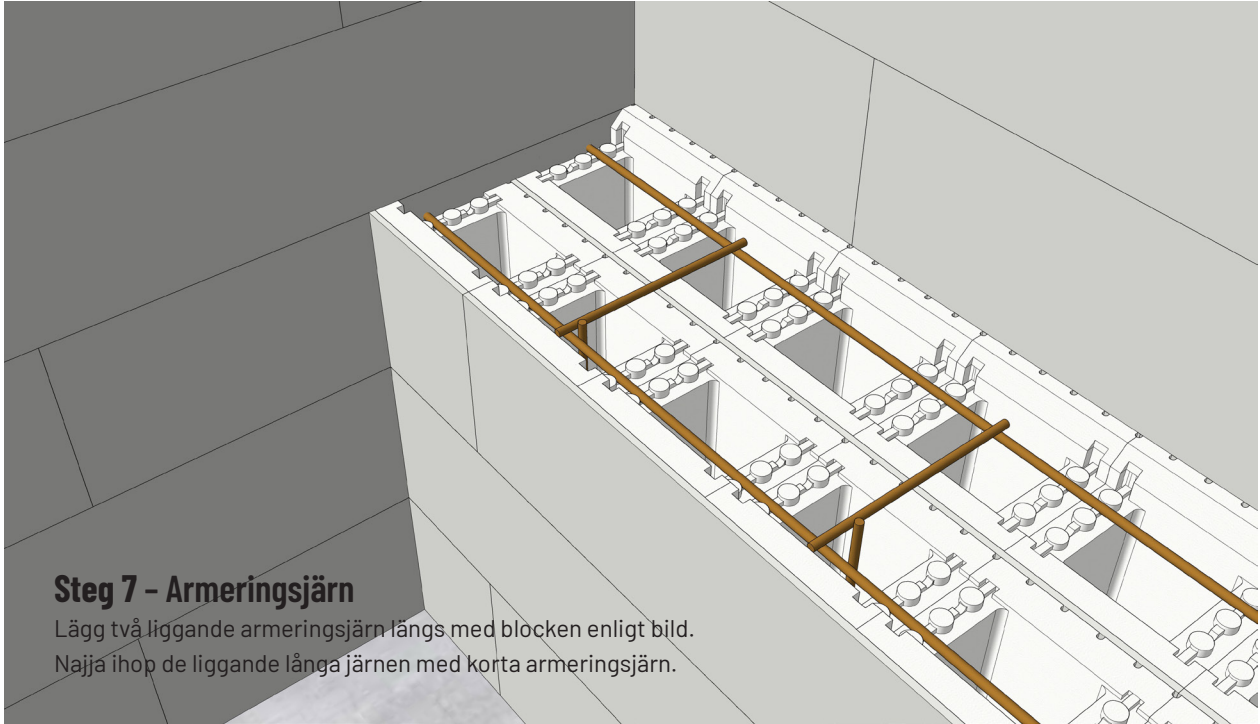 Steg 7 – Armeringsjärn
Lägg två liggande armeringsjärn längs med blocken enligt bild.
Najja ihop de liggande långa järnen med korta armeringsjärn.